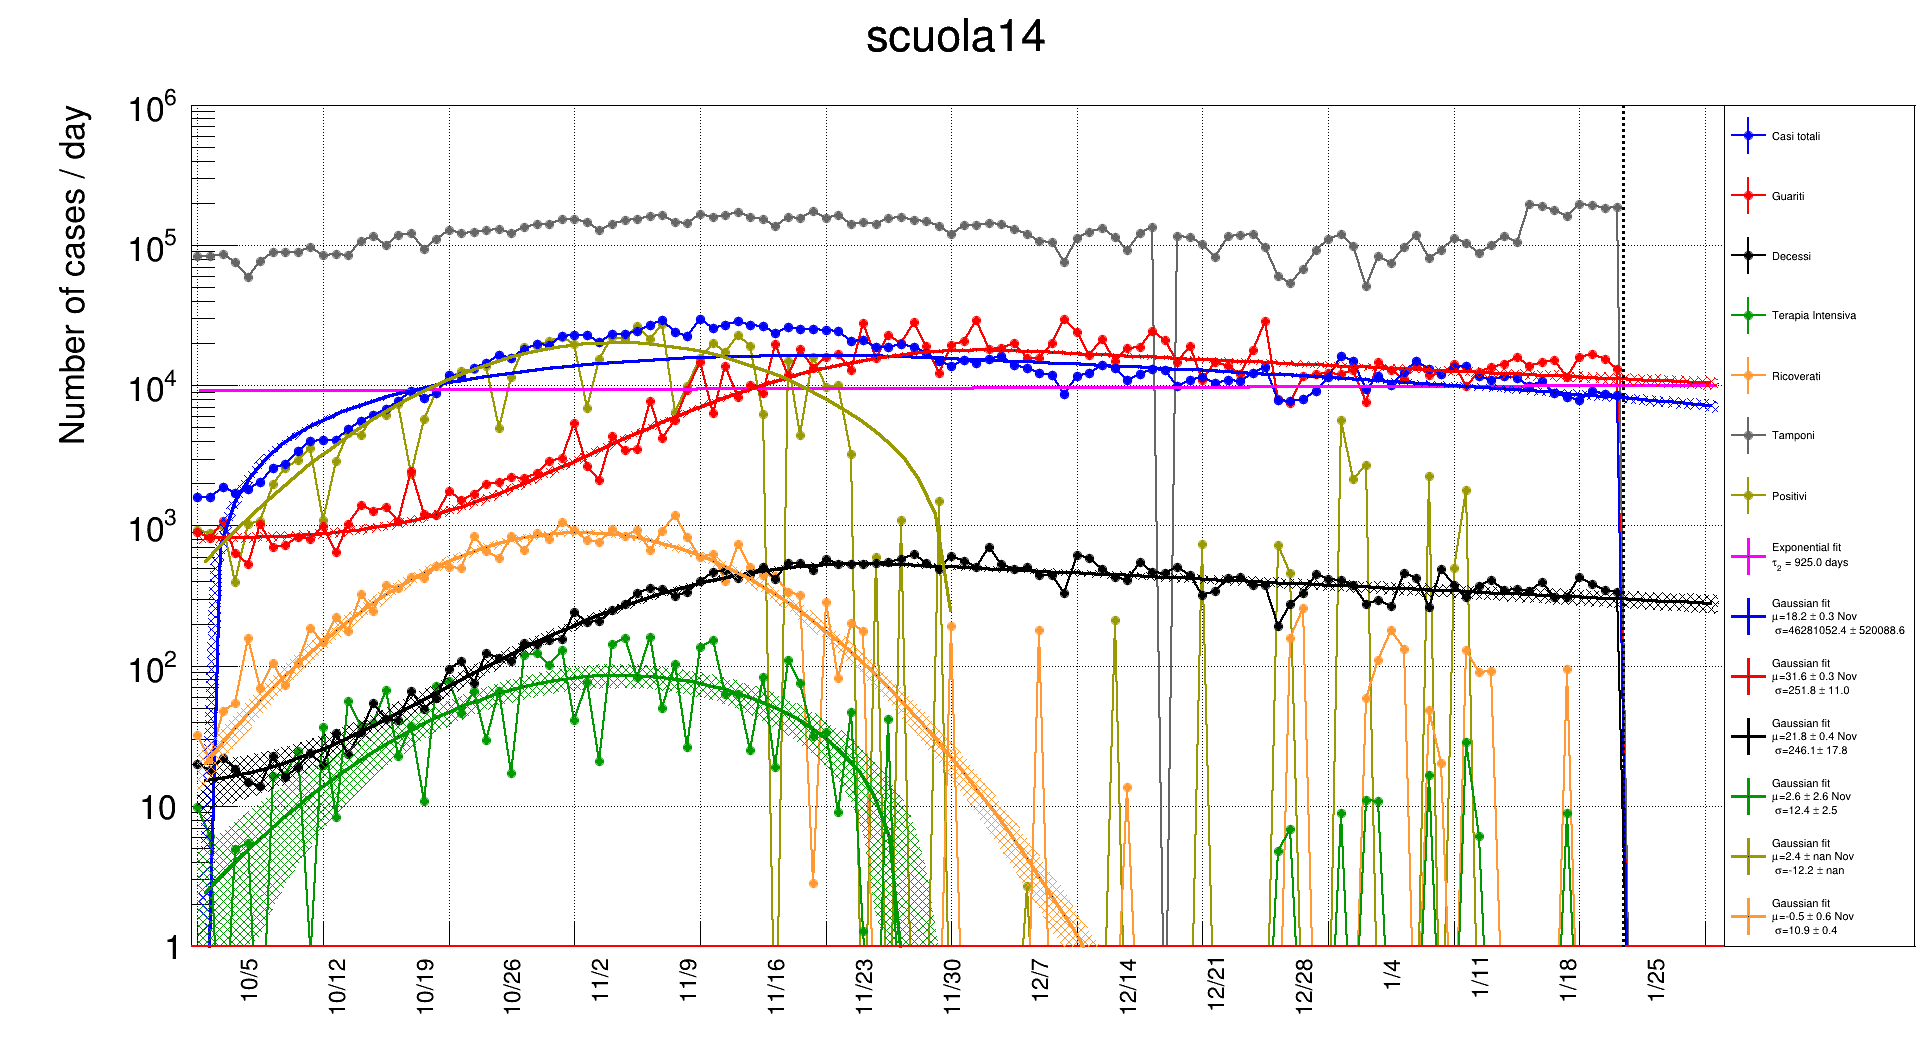 scuola14
Number of cases / day
10^6
10^5
10^4
10^3
10^2
10
1
10/5
10/12
10/19
10/26
11/2
11/9
11/16
11/23
11/30
12/7
12/14
12/21
12/28
1/4
1/11
1/18
1/25
Casi totali
Guariti
Decessi
Terapia Intensiva
Ricoverati
Tamponi
Positivi
Exponential fit
τ₂ = 925.0 days
Gaussian fit
μ=18.2 ± 0.3 Nov
σ=46281052.4 ± 520088.6
Gaussian fit
μ=31.6 ± 0.3 Nov
σ=251.8 ± 11.0
Gaussian fit
μ=21.8 ± 0.4 Nov
σ=246.1 ± 17.8
Gaussian fit
μ=2.6 ± 2.6 Nov
σ=12.4 ± 2.5
Gaussian fit
μ=2.4 ± nan Nov
σ=-12.2 ± nan
Gaussian fit
μ=-0.5 ± 0.6 Nov
σ=10.9 ± 0.4